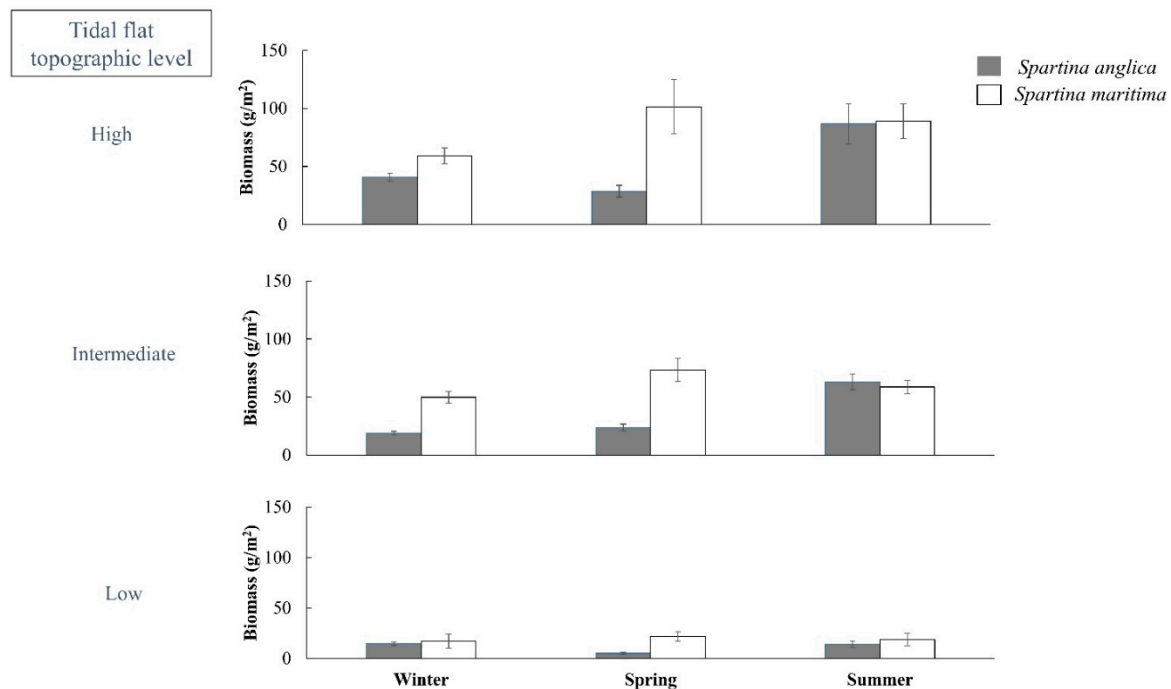 Tidal flat
topographic level
Spartina anglica
Spartina maritima
High
Biomass (g/m²)
150
100
50
0
Intermediate
Biomass (g/m²)
150
100
50
0
Low
Biomass (g/m²)
150
100
50
0
Winter Spring Summer